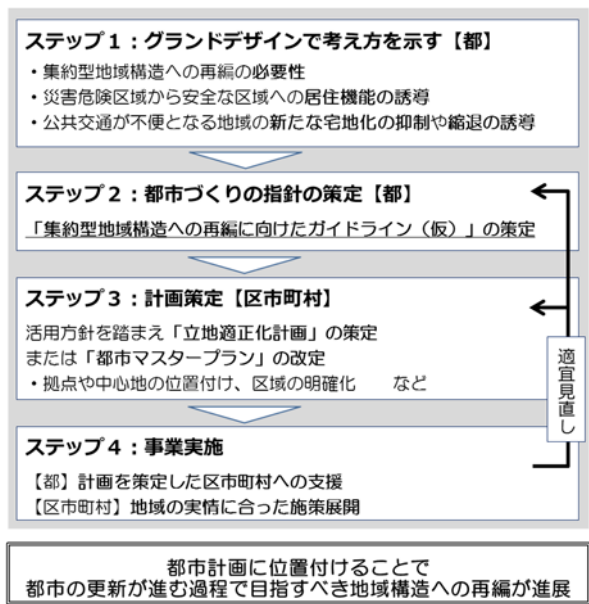 ステップ1：グランドデザインで考え方を示す【都】
・集約型地域構造への再編の必要性
・災害危険区域から安全な区域への居住機能の誘導
・公共交通が不便となる地域の新たな宅地化の抑制や縮退の誘導
ステップ2：都市づくりの指針の策定【都】
「集約型地域構造への再編に向けたガイドライン（仮）」の策定
ステップ3：計画策定【区市町村】
活用方針を踏まえ「立地適正化計画」の策定
または「都市マスタープラン」の改定
・拠点や中心地の位置付け、区域の明確化　　など
適宜見直し
ステップ4：事業実施
【都】計画を策定した区市町村への支援
【区市町村】地域の実情に合った施策展開
都市計画に位置付けることで
都市の更新が進む過程で目指すべき地域構造への再編が進展